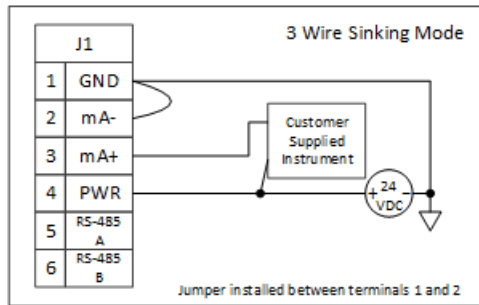 3 Wire Sinking Mode
J1
1 GND
2 mA-
3 mA+
4 PWR
5 RS-485
A
6 RS-485
B
Customer
Supplied
Instrument
+ 24 -
VDC
Jumper installed between terminals 1 and 2